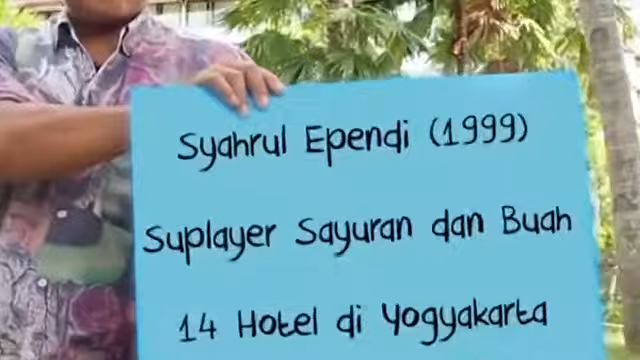 Syahrul Ependi (1999)
Suplayer Sayuran dan Buah
14 Hotel di Yogyakarta